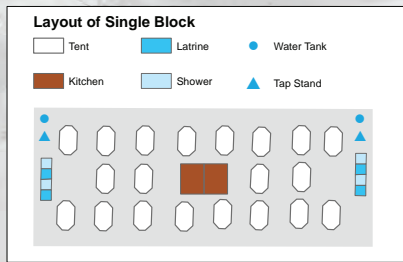 Layout of Single Block
Tent
Latrine
Water Tank
Kitchen
Shower
Tap Stand